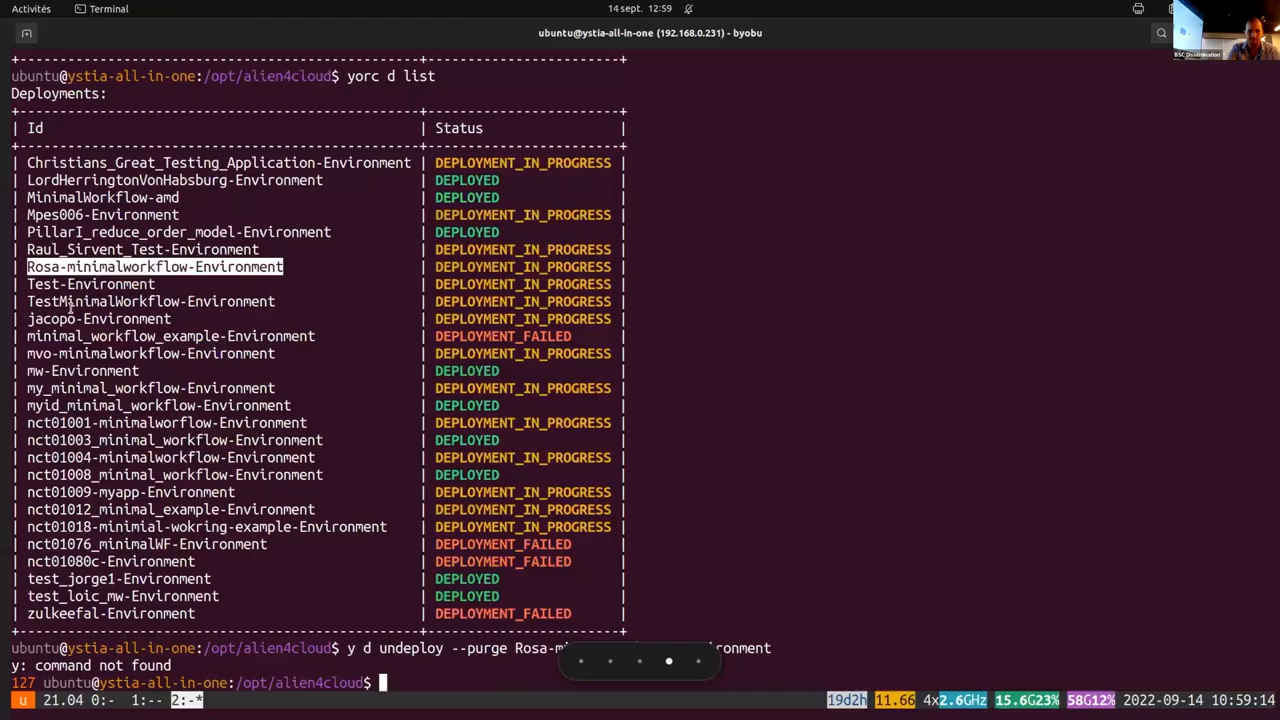 Activités Terminal 14 sept. 12:59
ubuntu@ystia-all-in-one (192.168.0.231) - byobu
BSC Dissemination
+--------------------------------------------------+------------------------+
ubuntu@ystia-all-in-one:/opt/alien4cloud$ yorc d list
Deployments:
+--------------------------------------------------+------------------------+
| Id | Status |
+--------------------------------------------------+------------------------+
| Christians_Great_Testing_Application-Environment | DEPLOYMENT_IN_PROGRESS |
| LordHerringtonVonHabsburg-Environment | DEPLOYED |
| MinimalWorkflow-amd | DEPLOYED |
| Mpes006-Environment | DEPLOYMENT_IN_PROGRESS |
| PillarI_reduce_order_model-Environment | DEPLOYED |
| Raul_Sirvent_Test-Environment | DEPLOYMENT_IN_PROGRESS |
| Rosa-minimalworkflow-Environment | DEPLOYMENT_IN_PROGRESS |
| Test-Environment | DEPLOYMENT_IN_PROGRESS |
| TestMinimalWorkflow-Environment | DEPLOYMENT_IN_PROGRESS |
| jacopo-Environment | DEPLOYMENT_IN_PROGRESS |
| minimal_workflow_example-Environment | DEPLOYMENT_FAILED |
| mvo-minimalworkflow-Environment | DEPLOYMENT_IN_PROGRESS |
| mw-Environment | DEPLOYED |
| my_minimal_workflow-Environment | DEPLOYMENT_IN_PROGRESS |
| myid_minimal_workflow-Environment | DEPLOYED |
| nct01001-minimalworflow-Environment | DEPLOYMENT_IN_PROGRESS |
| nct01003_minimal_workflow-Environment | DEPLOYED |
| nct01004-minimalworkflow-Environment | DEPLOYMENT_IN_PROGRESS |
| nct01008_minimal_workflow-Environment | DEPLOYED |
| nct01009-myapp-Environment | DEPLOYMENT_IN_PROGRESS |
| nct01012_minimal_example-Environment | DEPLOYMENT_IN_PROGRESS |
| nct01018-minimial-wokring-example-Environment | DEPLOYMENT_IN_PROGRESS |
| nct01076_minimalWF-Environment | DEPLOYMENT_FAILED |
| nct01080c-Environment | DEPLOYMENT_FAILED |
| test_jorge1-Environment | DEPLOYED |
| test_loic_mw-Environment | DEPLOYED |
| zulkeefal-Environment | DEPLOYMENT_FAILED |
+--------------------------------------------------+------------------------+
ubuntu@ystia-all-in-one:/opt/alien4cloud$ y d undeploy --purge
y: command not found
127 ubuntu@ystia-all-in-one:/opt/alien4cloud$
u 21.04 0:- 1:-- 2:-* 19d2h 11.66 4x2.6GHz 15.6G23% 58G12% 2022-09-14 10:59:14